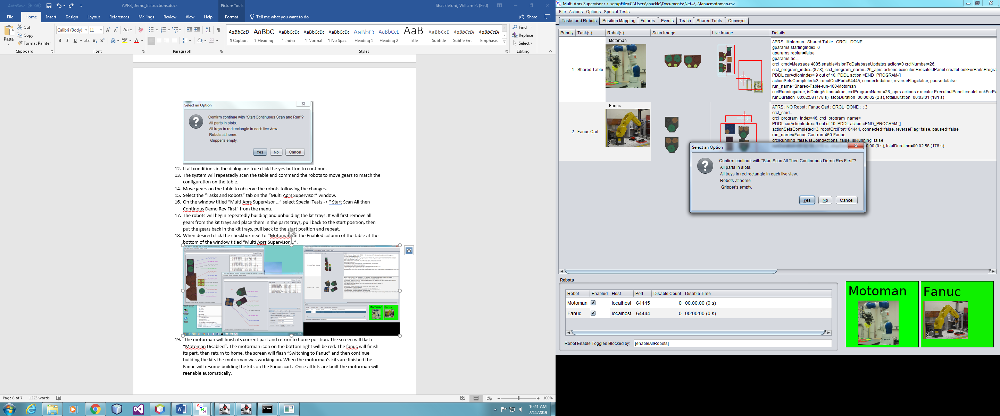 AutoSave Off
APRS_Demo_Instructions.docx
Picture Tools
Shackleford, William P. (Fed)
File Home Insert Design Layout References Mailings Review View Help Format Tell me what you want to do Share
Paste
Cut
Copy
Format Painter
Calibri (Body) 11
AaBbCcD AaBbC AaBbCcDc AaBbCcDc AaBbCcDc AaBbCc AaBbCcE AaB AaBbCcD AaBbCcDt AaBbCcDt
¶ Caption ¶ Heading ¶ Index ¶ Normal ¶ No Spac... Heading 1 Heading 2 Title Subtitle Subtle Em... Emphasis
Find
Replace
Select
Clipboard Font Paragraph Styles Editing
Select an Option
Confirm continue with "Start Continuous Scan and Run"?
All parts in slots.
All trays in red rectangle in each live view.
Robots at home.
Gripper's empty.
Yes No Cancel
12. If all conditions in the dialog are true click the yes button to continue.
13. The system will repeatedly scan the table and command the robots to move gears to match the
configuration on the table.
14. Move gears on the table to observe the robots following the changes.
15. Select the “Tasks and Robots” tab on the “Multi Aprs Supervisor” window.
16. On the window titled “Multi Aprs Supervisor ...” select Special Tests -> “ Start Scan All then
Continous Demo Rev First” from the menu.
17. The robots will begin repeatedly building and unbuilding the kit trays. It will first remove all
gears from the kit trays and place them in the parts trays, pull back to the start position, then
put the gears back in the kit trays, pull back to the start position and repeat.
18. When desired click the checkbox next to “Motoman” in the Enabled column of the table at the
bottom of the window titled “Multi Aprs Supervisor ...”.
Motoman Fanuc
19. The motorman will finish its current part and return to home position. The screen will flash
“Motoman Disabled”. The motorman icon on the bottom right will be red. The fanuc will finish
its part, then return to home, the screen will flash “Switching to Fanuc” and then continue
building the kits the motorman was working on. When the motorman’s kits are finished the
Fanuc will resume building the kits on the Fanuc cart. Once all kits are built the motorman will
reenable automatically.
Page 6 of 7 1223 words
100%
10:41 AM
7/11/2019
Multi Aprs Supervisor : : setupFile=C:\Users\shackle\Documents\Net...\...\fanucmotoman.csv
File Actions Options Special Tests
Tasks and Robots Position Mapping Futures Events Teach Shared Tools Conveyor
Priority Task(s) Robot(s) Scan Image Live Image Details
1 Shared Table
Motoman
APRS : Motoman : Shared Table : CRCL_DONE :
gparams.startingIndex=0
gparams.replan=false
gparams.ac ...
crcl_cmd=Message 4885,enableVisionToDatabaseUpdates action=0 crclNumber=26,
crcl_program_index=(8 / 8), crcl_program_name=26_aprs.actions.executor.ExecutorJPanel.createLookForPartsProgra
PDDL curActionIndex= 9 out of 10, PDDL action =END_PROGRAM-[]
actionSetsCompleted=3, robotCrclPort=64445, connected=true, reverseFlag=false, paused=false
run_name=Shared-Table-run-460-Motoman
crclRunning=true, isDoingActions=true, crclProgramName=26_aprs.actions.executor.ExecutorJPanel.createLookForPa
runDuration=00:02:58 (178 s), stopDuration=00:00:02 (2 s), totalDuration=00:03:01 (181 s)
2 Fanuc Cart
Fanuc
APRS : NO Robot : Fanuc Cart : CRCL_DONE : : 3
crcl_cmd=
crcl_program_index=46, crcl_program_name=
PDDL curActionIndex= 9 out of 10, PDDL action =END_PROGRAM-[]
actionSetsCompleted=3, robotCrclPort=64444, connected=false, reverseFlag=false, paused=false
run_name=Fanuc-Cart-run-460-Fanuc
crclRunning=false, isDoingActions=false, isRunning=false
0:00 (0 s), totalDuration=00:02:58 (178 s)
Select an Option
Confirm continue with "Start Scan All Then Continuous Demo Rev First"?
All parts in slots.
All trays in red rectangle in each live view.
Robots at home.
Gripper's empty.
Yes No Cancel
Robots
Robot Enabled Host Port Disable Count Disable Time
Motoman localhost 64445 0 00:00:00 (0 s)
Fanuc localhost 64444 0 00:00:00 (0 s)
Robot Enable Toggles Blocked by: [enableAllRobots]
Motoman Fanuc